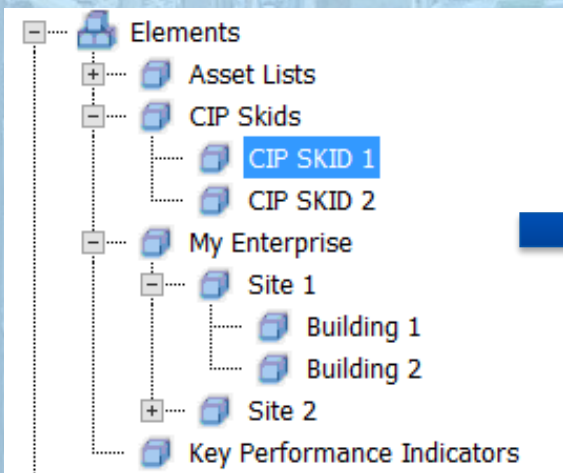 Elements
Asset Lists
CIP Skids
CIP SKID 1
CIP SKID 2
My Enterprise
Site 1
Building 1
Building 2
Site 2
Key Performance Indicators